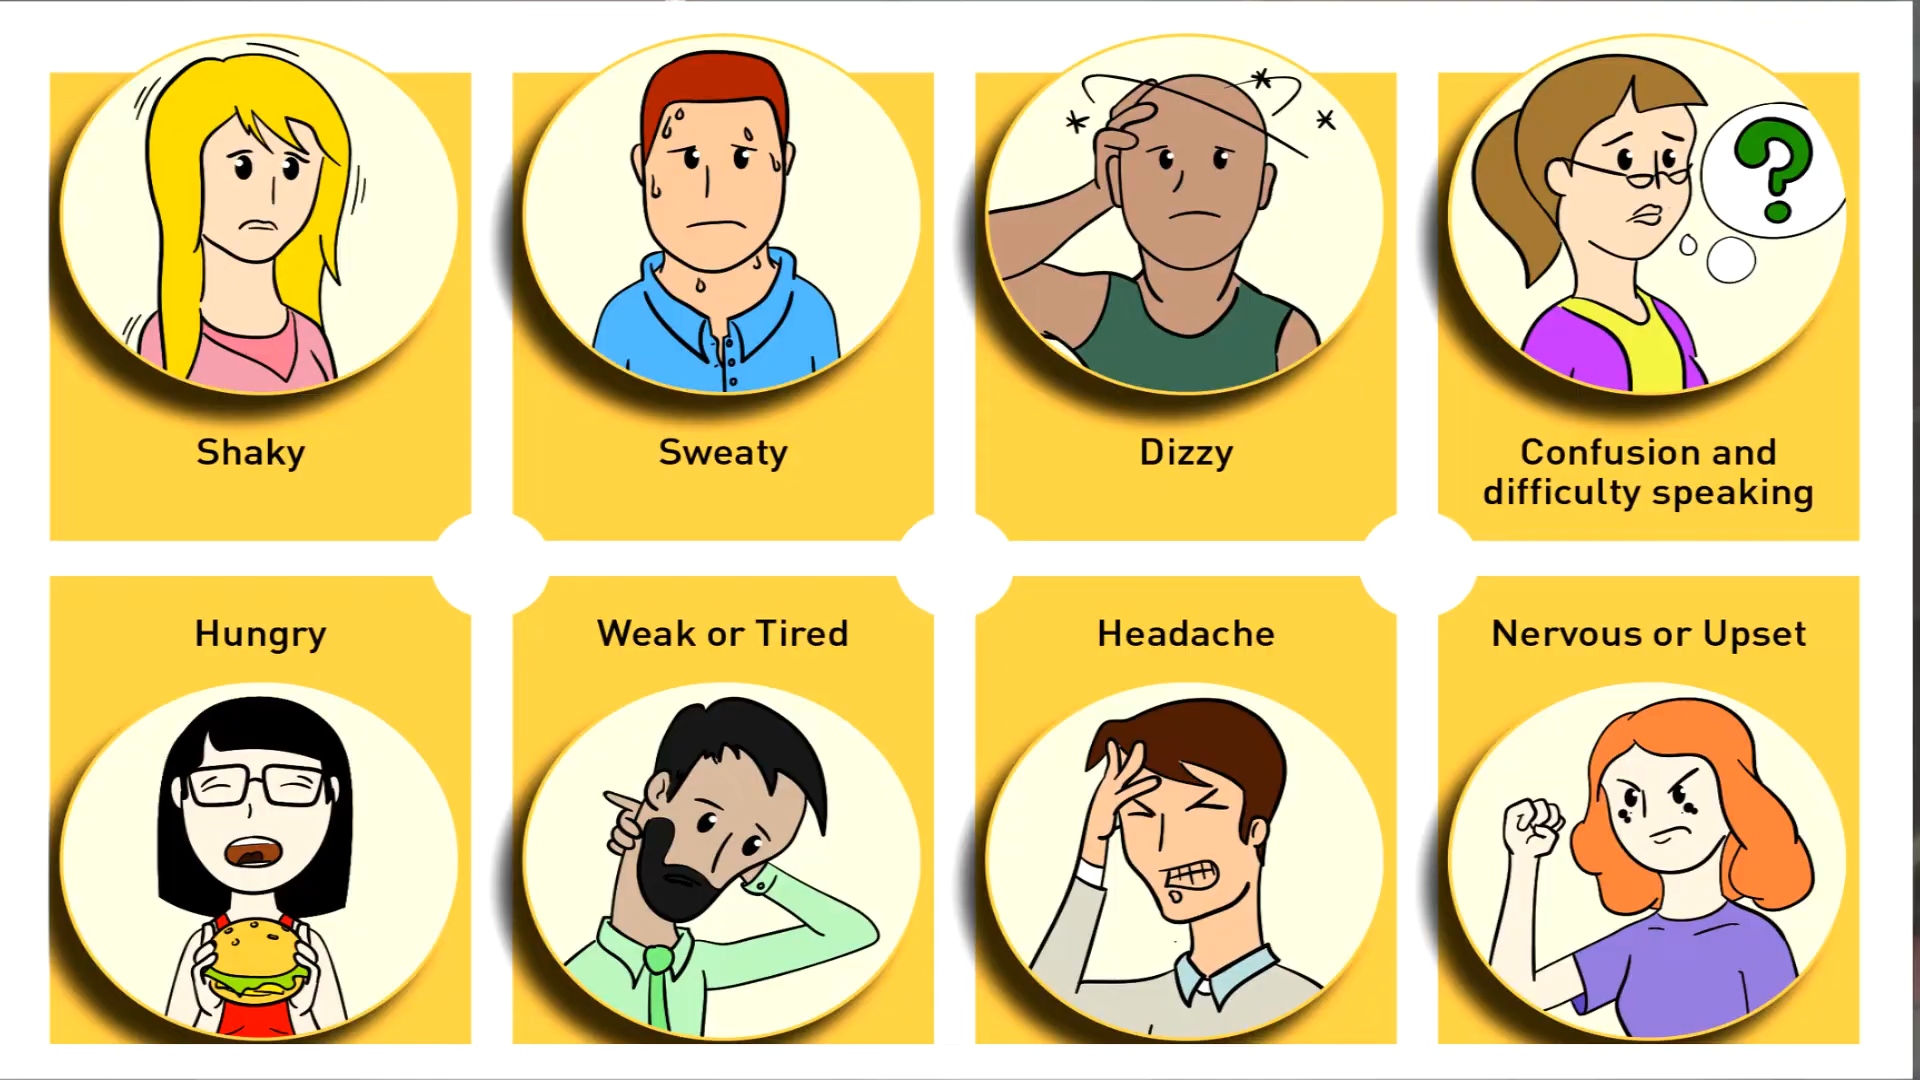 Shaky
Sweaty
Dizzy
Confusion and
difficulty speaking
Hungry
Weak or Tired
Headache
Nervous or Upset
?